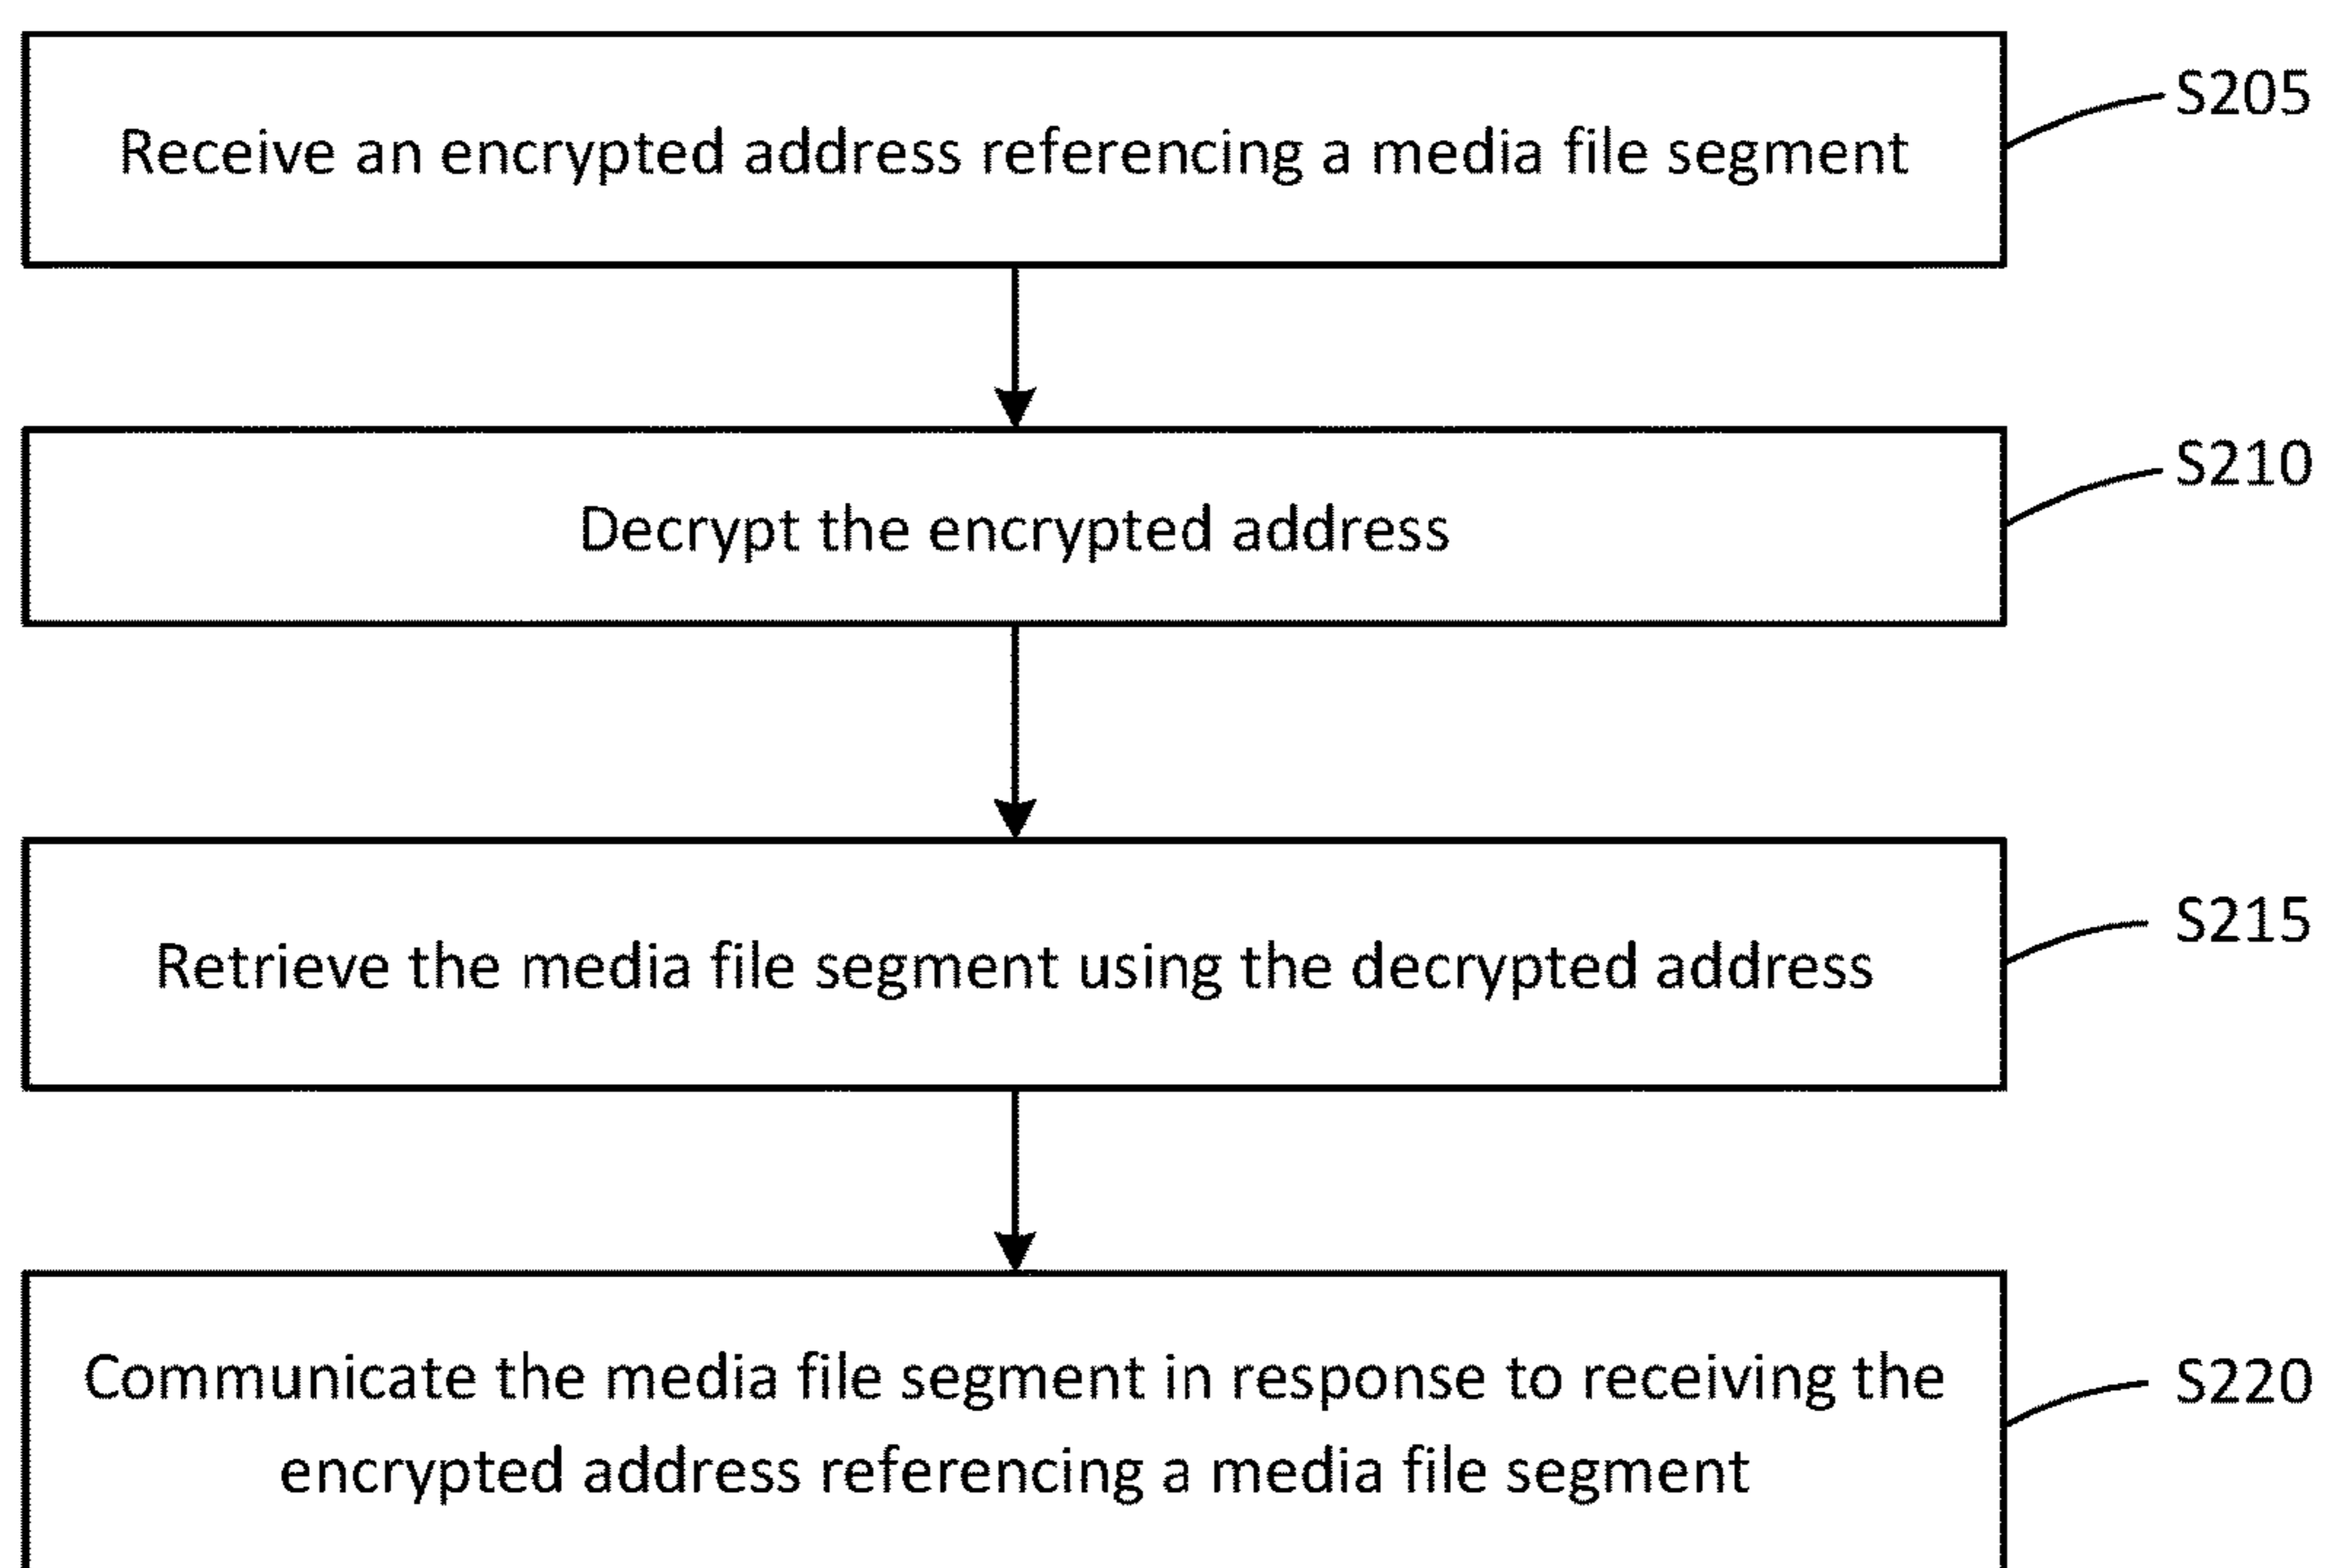 Receive an encrypted address referencing a media file segment
S205
Decrypt the encrypted address
S210
Retrieve the media file segment using the decrypted address
S215
Communicate the media file segment in response to receiving the
encrypted address referencing a media file segment
S220